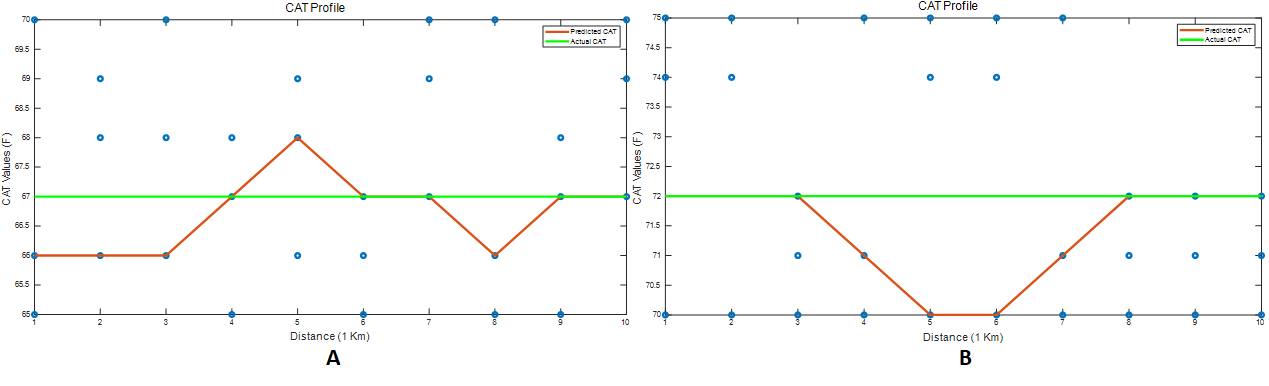 CAT Profile
Predicted CAT
Actual CAT
CAT Values (F)
70
69.5
69
68.5
68
67.5
67
66.5
66
65.5
65
1 2 3 4 5 6 7 8 9 10
Distance (1 Km)
A
CAT Profile
Predicted CAT
Actual CAT
CAT Values (F)
75
74.5
74
73.5
73
72.5
72
71.5
71
70.5
70
1 2 3 4 5 6 7 8 9 10
Distance (1 Km)
B